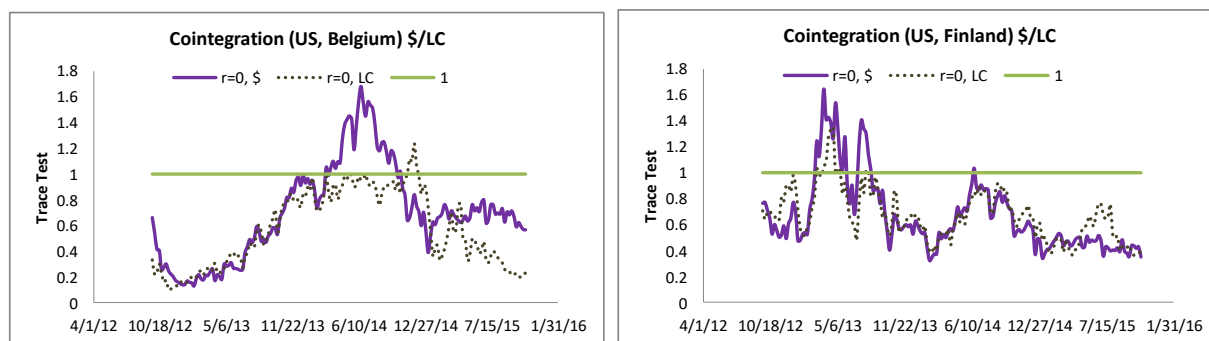 Cointegration (US, Belgium) $/LC
r=0, $ r=0, LC 1
Trace Test
1.8
1.6
1.4
1.2
1
0.8
0.6
0.4
0.2
0
4/1/12 10/18/12 5/6/13 11/22/13 6/10/14 12/27/14 7/15/15 1/31/16
Cointegration (US, Finland) $/LC
r=0, $ r=0, LC 1
Trace Test
1.8
1.6
1.4
1.2
1
0.8
0.6
0.4
0.2
0
4/1/12 10/18/12 5/6/13 11/22/13 6/10/14 12/27/14 7/15/15 1/31/16